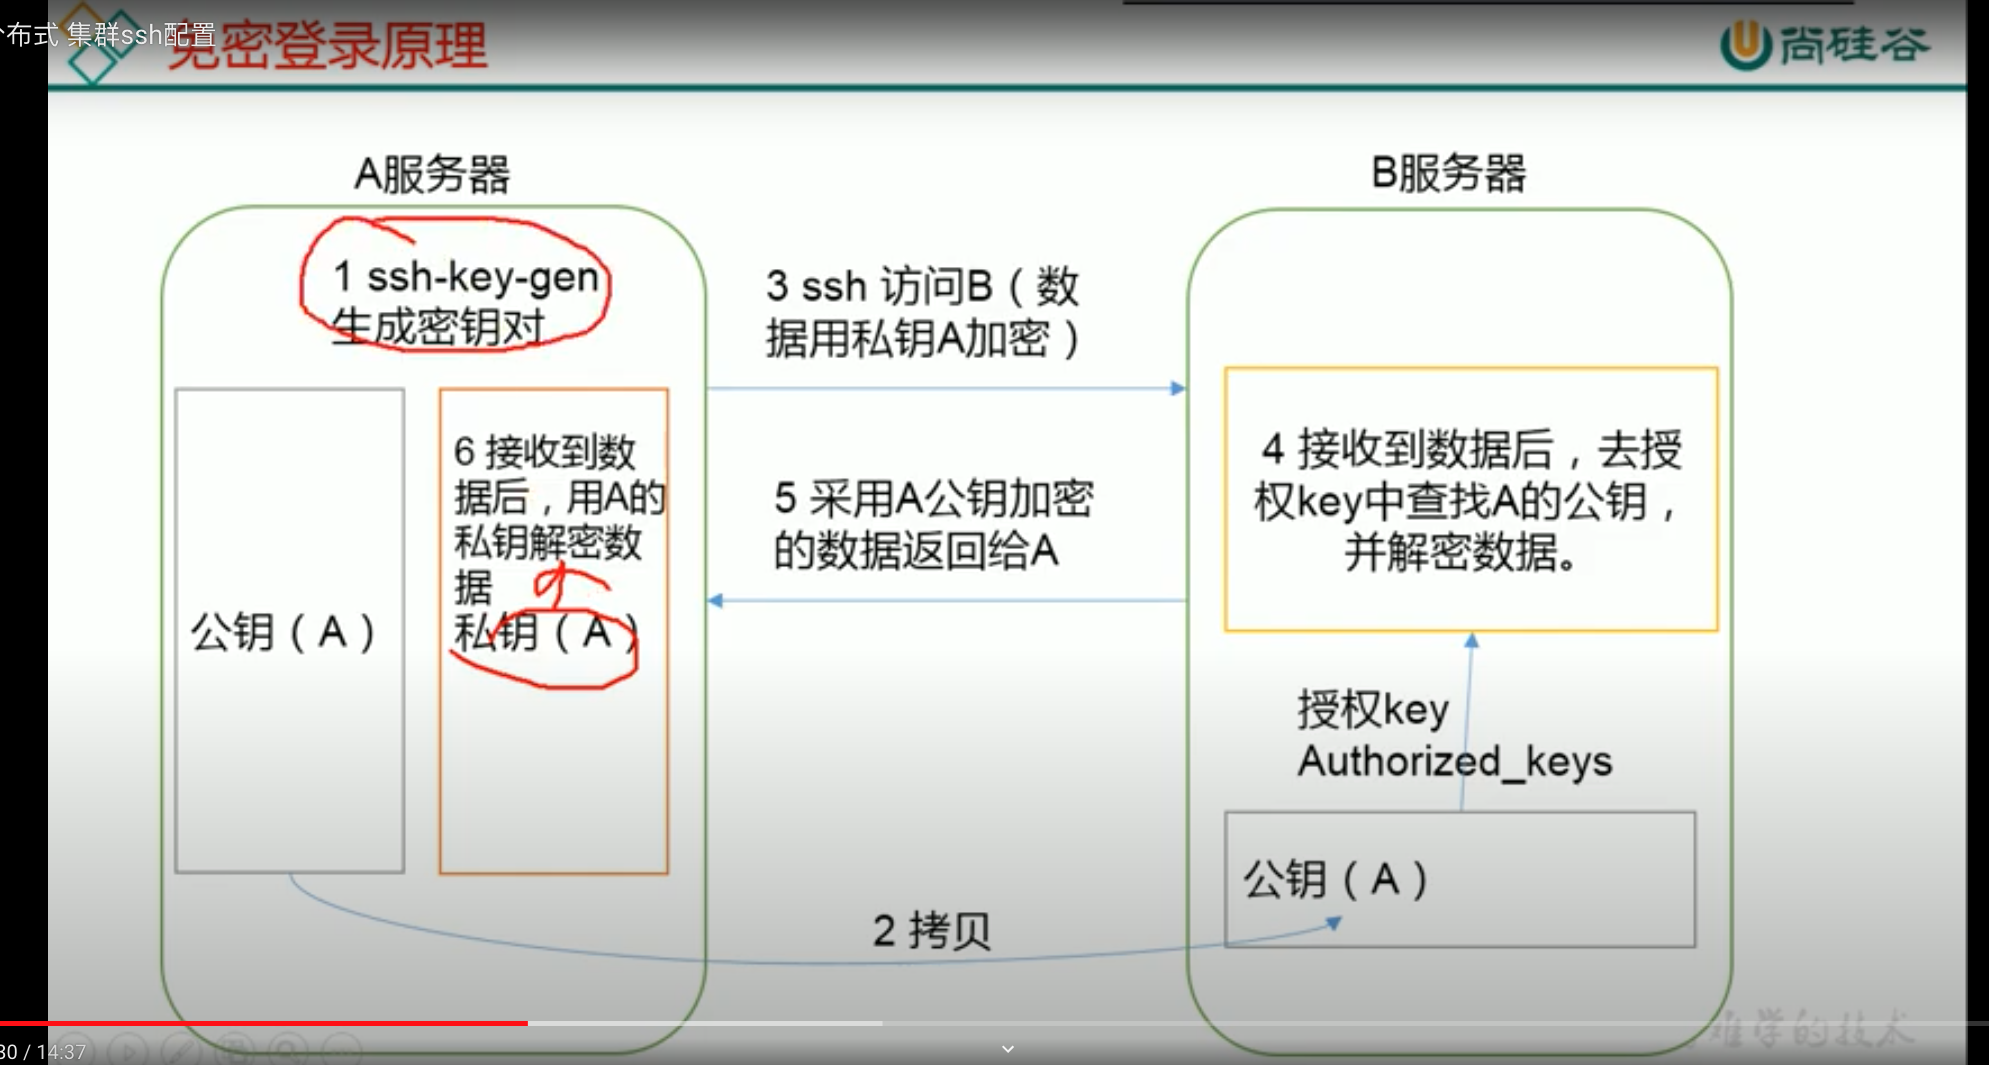 布式 集群ssh配置
免密登录原理
尚硅谷
A服务器
B服务器
1 ssh-key-gen
生成密钥对
3 ssh 访问B（数
据用私钥A加密）
6 接收到数
据后，用A的
私钥解密数
据
私钥（A）
公钥（A）
5 采用A公钥加密
的数据返回给A
4 接收到数据后，去授
权key中查找A的公钥，
并解密数据。
授权key
Authorized_keys
公钥（A）
2 拷贝
难学的技术
30 / 14:37